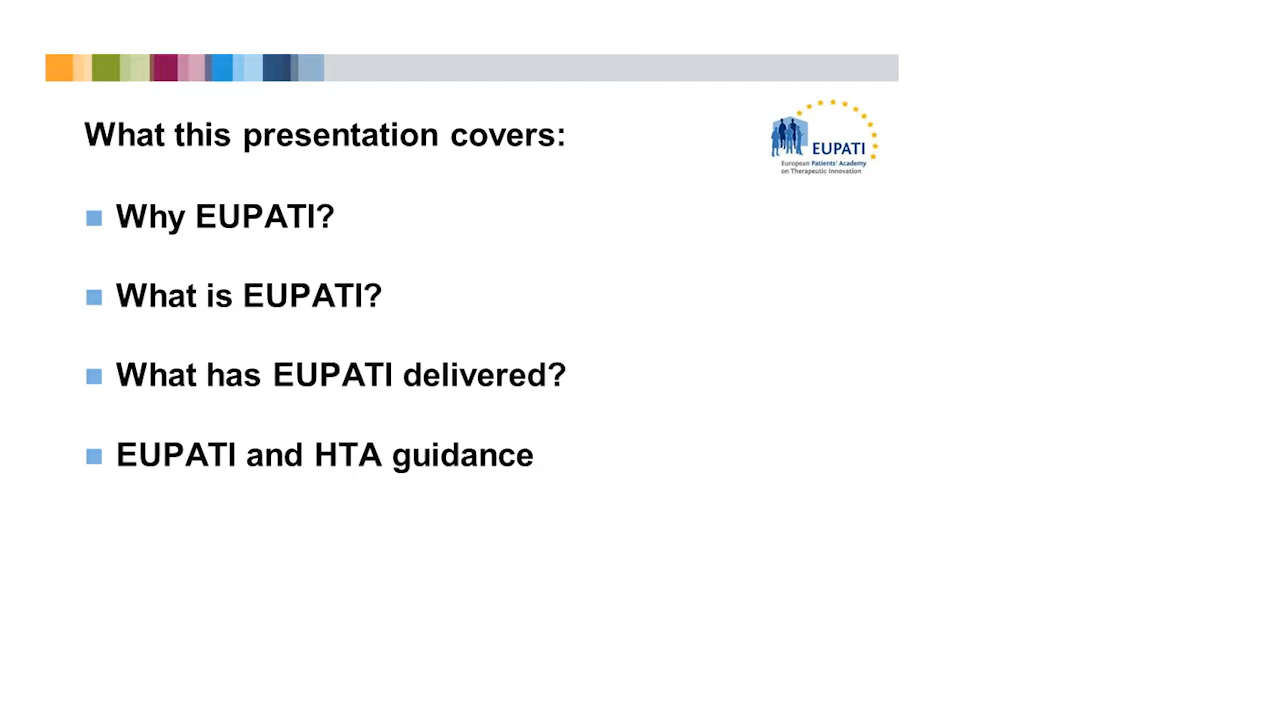 What this presentation covers:
EUPATI
European Patients' Academy
on Therapeutic Innovation
Why EUPATI?
What is EUPATI?
What has EUPATI delivered?
EUPATI and HTA guidance